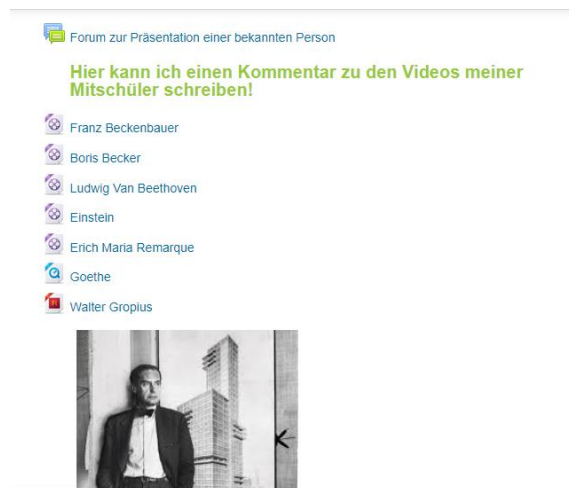 Forum zur Präsentation einer bekannten Person
Hier kann ich einen Kommentar zu den Videos meiner
Mitschüler schreiben!
Franz Beckenbauer
Boris Becker
Ludwig Van Beethoven
Einstein
Erich Maria Remarque
Goethe
Walter Gropius